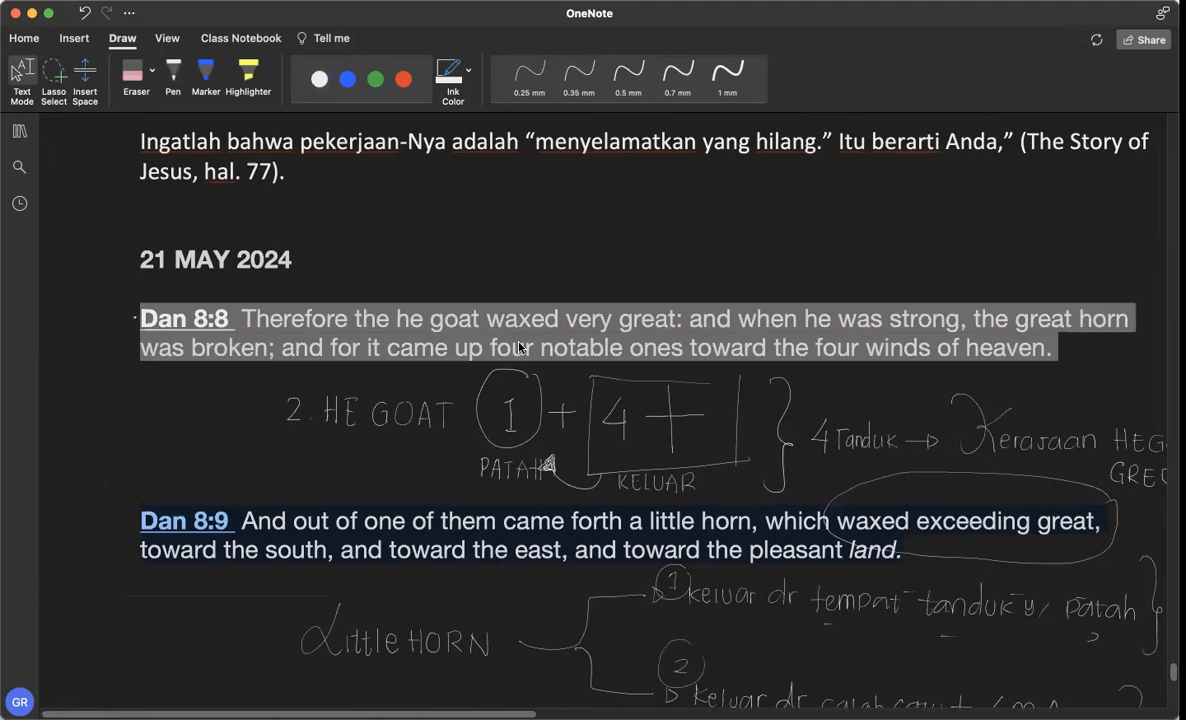 OneNote
Home Insert Draw View Class Notebook Tell me Share
Text Mode
Lasso Select
Insert Space
Eraser
Pen
Marker
Highlighter
Ink Color
0.25 mm 0.35 mm 0.5 mm 0.7 mm 1 mm
Ingatlah bahwa pekerjaan-Nya adalah “menyelamatkan yang hilang.” Itu berarti Anda,” (The Story of
Jesus, hal. 77).
21 MAY 2024
Dan 8:8 Therefore the he goat waxed very great: and when he was strong, the great horn
was broken; and for it came up four notable ones toward the four winds of heaven.
2. HE GOAT 1 + 4 } 4 Tanduk → Kerajaan HEG
PATAH KELUAR GREC
Dan 8:9 And out of one of them came forth a little horn, which waxed exceeding great,
toward the south, and toward the east, and toward the pleasant land.
1 keluar dr tempat tanduk y, patah
Little HORN
2
keluar dr
GR